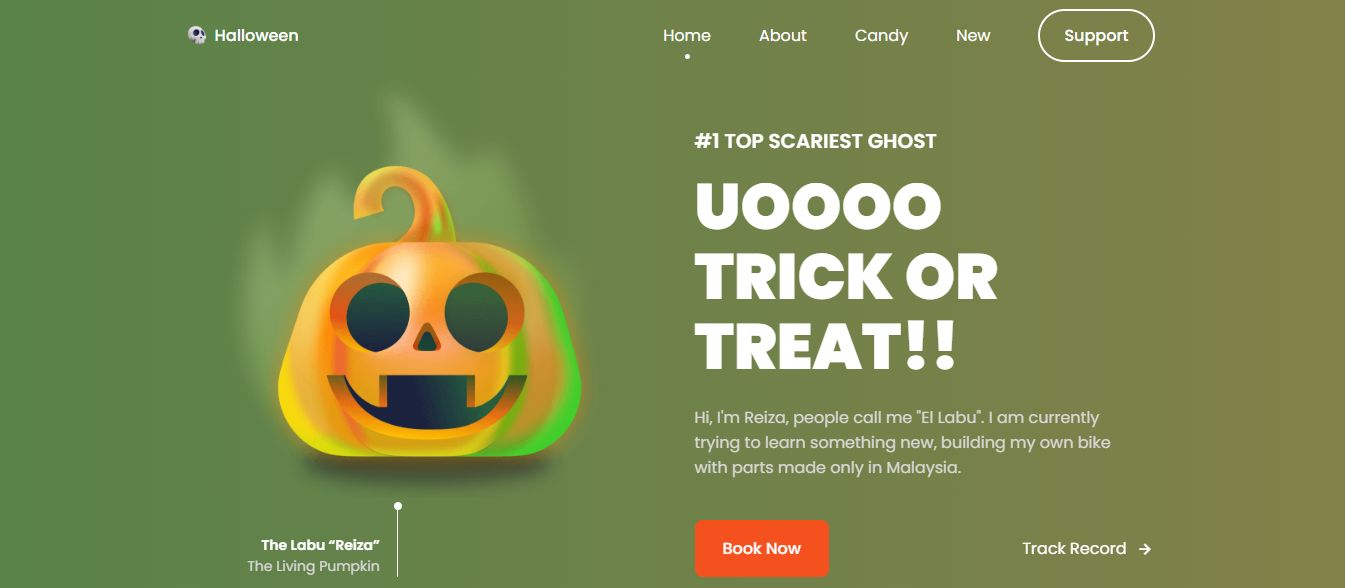 Halloween
Home
About
Candy
New
Support
#1 TOP SCARIEST GHOST
UOOOO
TRICK OR
TREAT!!
Hi, I'm Reiza, people call me "El Labu". I am currently
trying to learn something new, building my own bike
with parts made only in Malaysia.
Book Now
Track Record →
The Labu “Reiza”
The Living Pumpkin